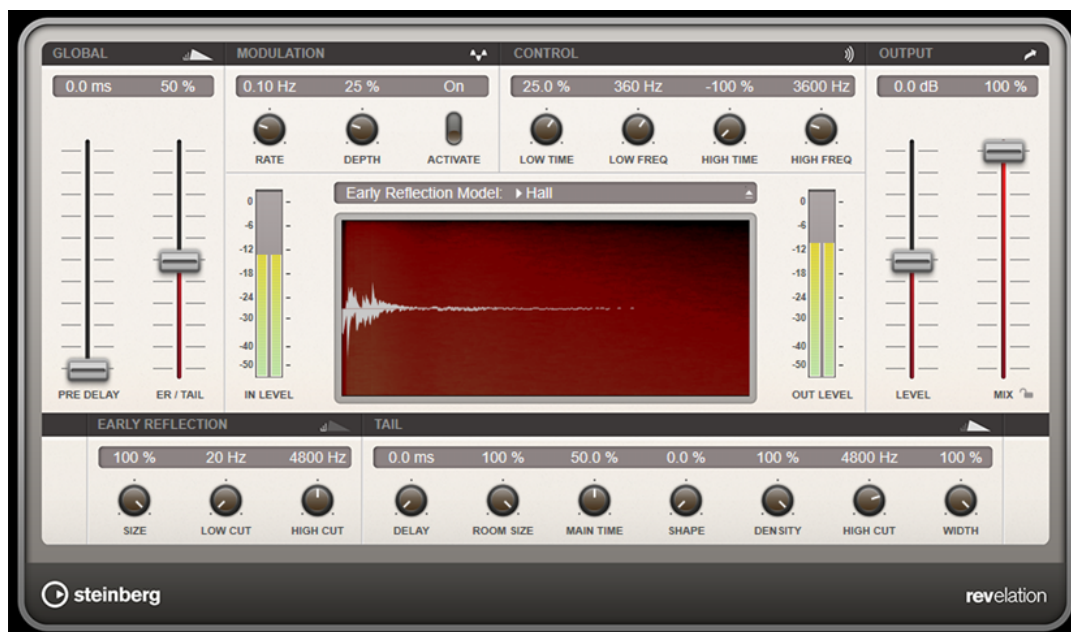 GLOBAL MODULATION CONTROL OUTPUT
0.0 ms 50 % 0.10 Hz 25 % On 25.0 % 360 Hz -100 % 3600 Hz 0.0 dB 100 %
RATE DEPTH ACTIVATE LOW TIME LOW FREQ HIGH TIME HIGH FREQ
Early Reflection Model: Hall
0 0
-6 -6
-12 -12
-18 -18
-24 -24
-30 -30
-40 -40
-50 -50
PRE DELAY ER / TAIL IN LEVEL OUT LEVEL LEVEL MIX
EARLY REFLECTION TAIL
100 % 20 Hz 4800 Hz 0.0 ms 100 % 50.0 % 0.0 % 100 % 4800 Hz 100 %
SIZE LOW CUT HIGH CUT DELAY ROOM SIZE MAIN TIME SHAPE DENSITY HIGH CUT WIDTH
steinberg revelation